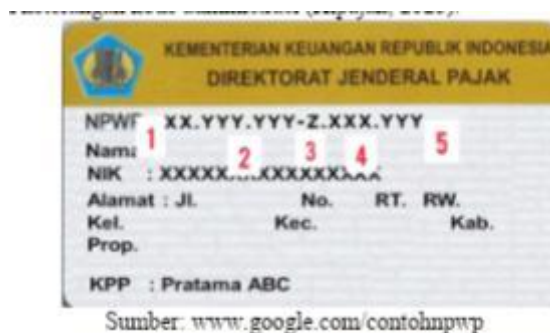 KEMENTERIAN KEUANGAN REPUBLIK INDONESIA
DIREKTORAT JENDERAL PAJAK
NPWP XX.YYY.YYY-Z.XXX.YYY
1 2 3 4 5
Nama
NIK :
Alamat : Jl. No. RT. RW.
Kel. Kec. Kab.
Prop.
KPP : Pratama ABC
Sumber: www.google.com/contohnpwp